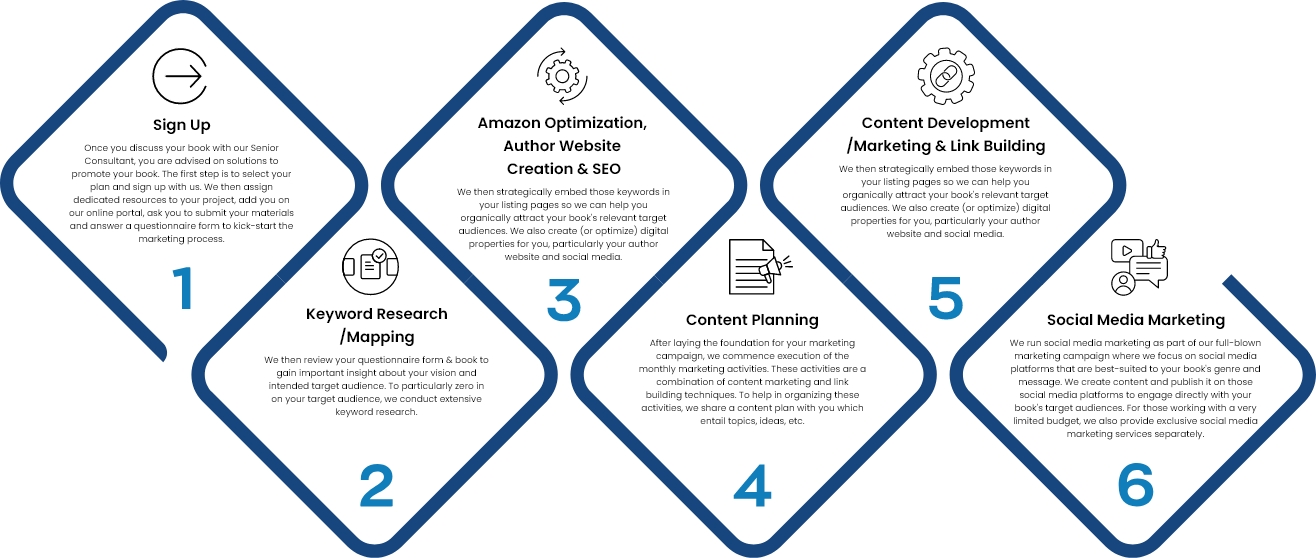 Sign Up
Once you discuss your book with our Senior
Consultant, you are advised on solutions to
promote your book. The first step is to select your
plan and sign up with us. We then assign
dedicated resources to your project, add you on
our online portal, ask you to submit your materials
and answer a questionnaire form to kick-start the
marketing process.
1
Keyword Research
/Mapping
We then review your questionnaire form & book to
gain important insight about your vision and
intended target audience. To particularly zero in
on your target audience, we conduct extensive
keyword research.
2
Amazon Optimization,
Author Website
Creation & SEO
We then strategically embed those keywords in
your listing pages so we can help you
organically attract your book's relevant target
audiences. We also create (or optimize) digital
properties for you, particularly your author
website and social media.
3
Content Planning
After laying the foundation for your marketing
campaign, we commence execution of the
monthly marketing activities. These activities are a
combination of content marketing and link
building techniques. To help in organizing these
activities, we share a content plan with you which
entail topics, ideas, etc.
4
Content Development
/Marketing & Link Building
We then strategically embed those keywords in
your listing pages so we can help you
organically attract your book's relevant target
audiences. We also create (or optimize) digital
properties for you, particularly your author
website and social media.
5
Social Media Marketing
We run social media marketing as part of our full-blown
marketing campaign where we focus on social media
platforms that are best-suited to your book's genre and
message. We create content and publish it on those
social media platforms to engage directly with your
book's target audiences. For those working with a very
limited budget, we also provide exclusive social media
marketing services separately.
6